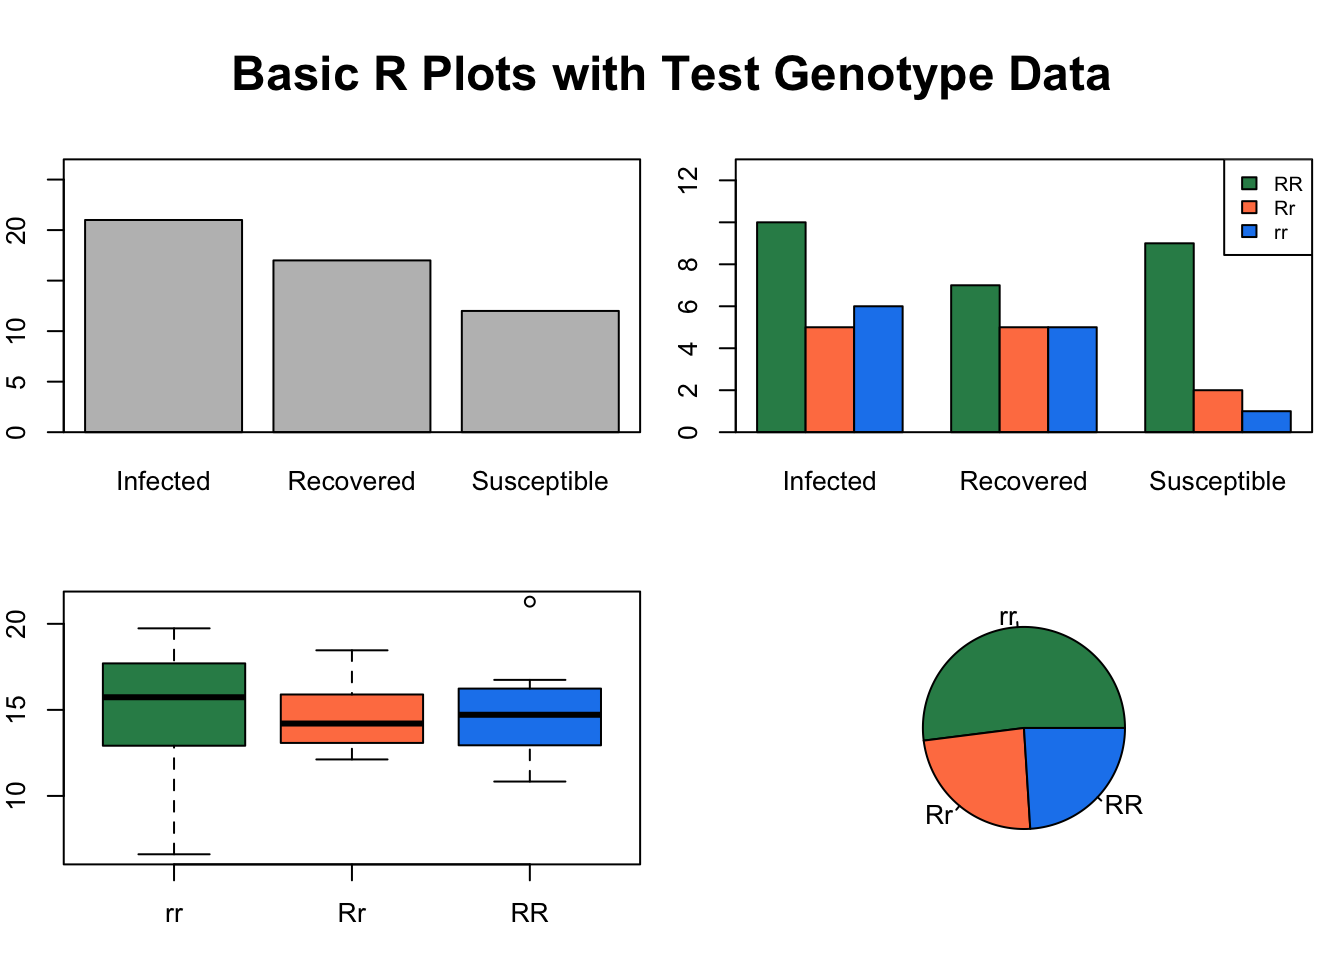 Basic R Plots with Test Genotype Data
20
10
5
0
Infected Recovered Susceptible
12
8
6
4
2
0
RR
Rr
rr
Infected Recovered Susceptible
20
15
10
rr Rr RR
rr
Rr
RR